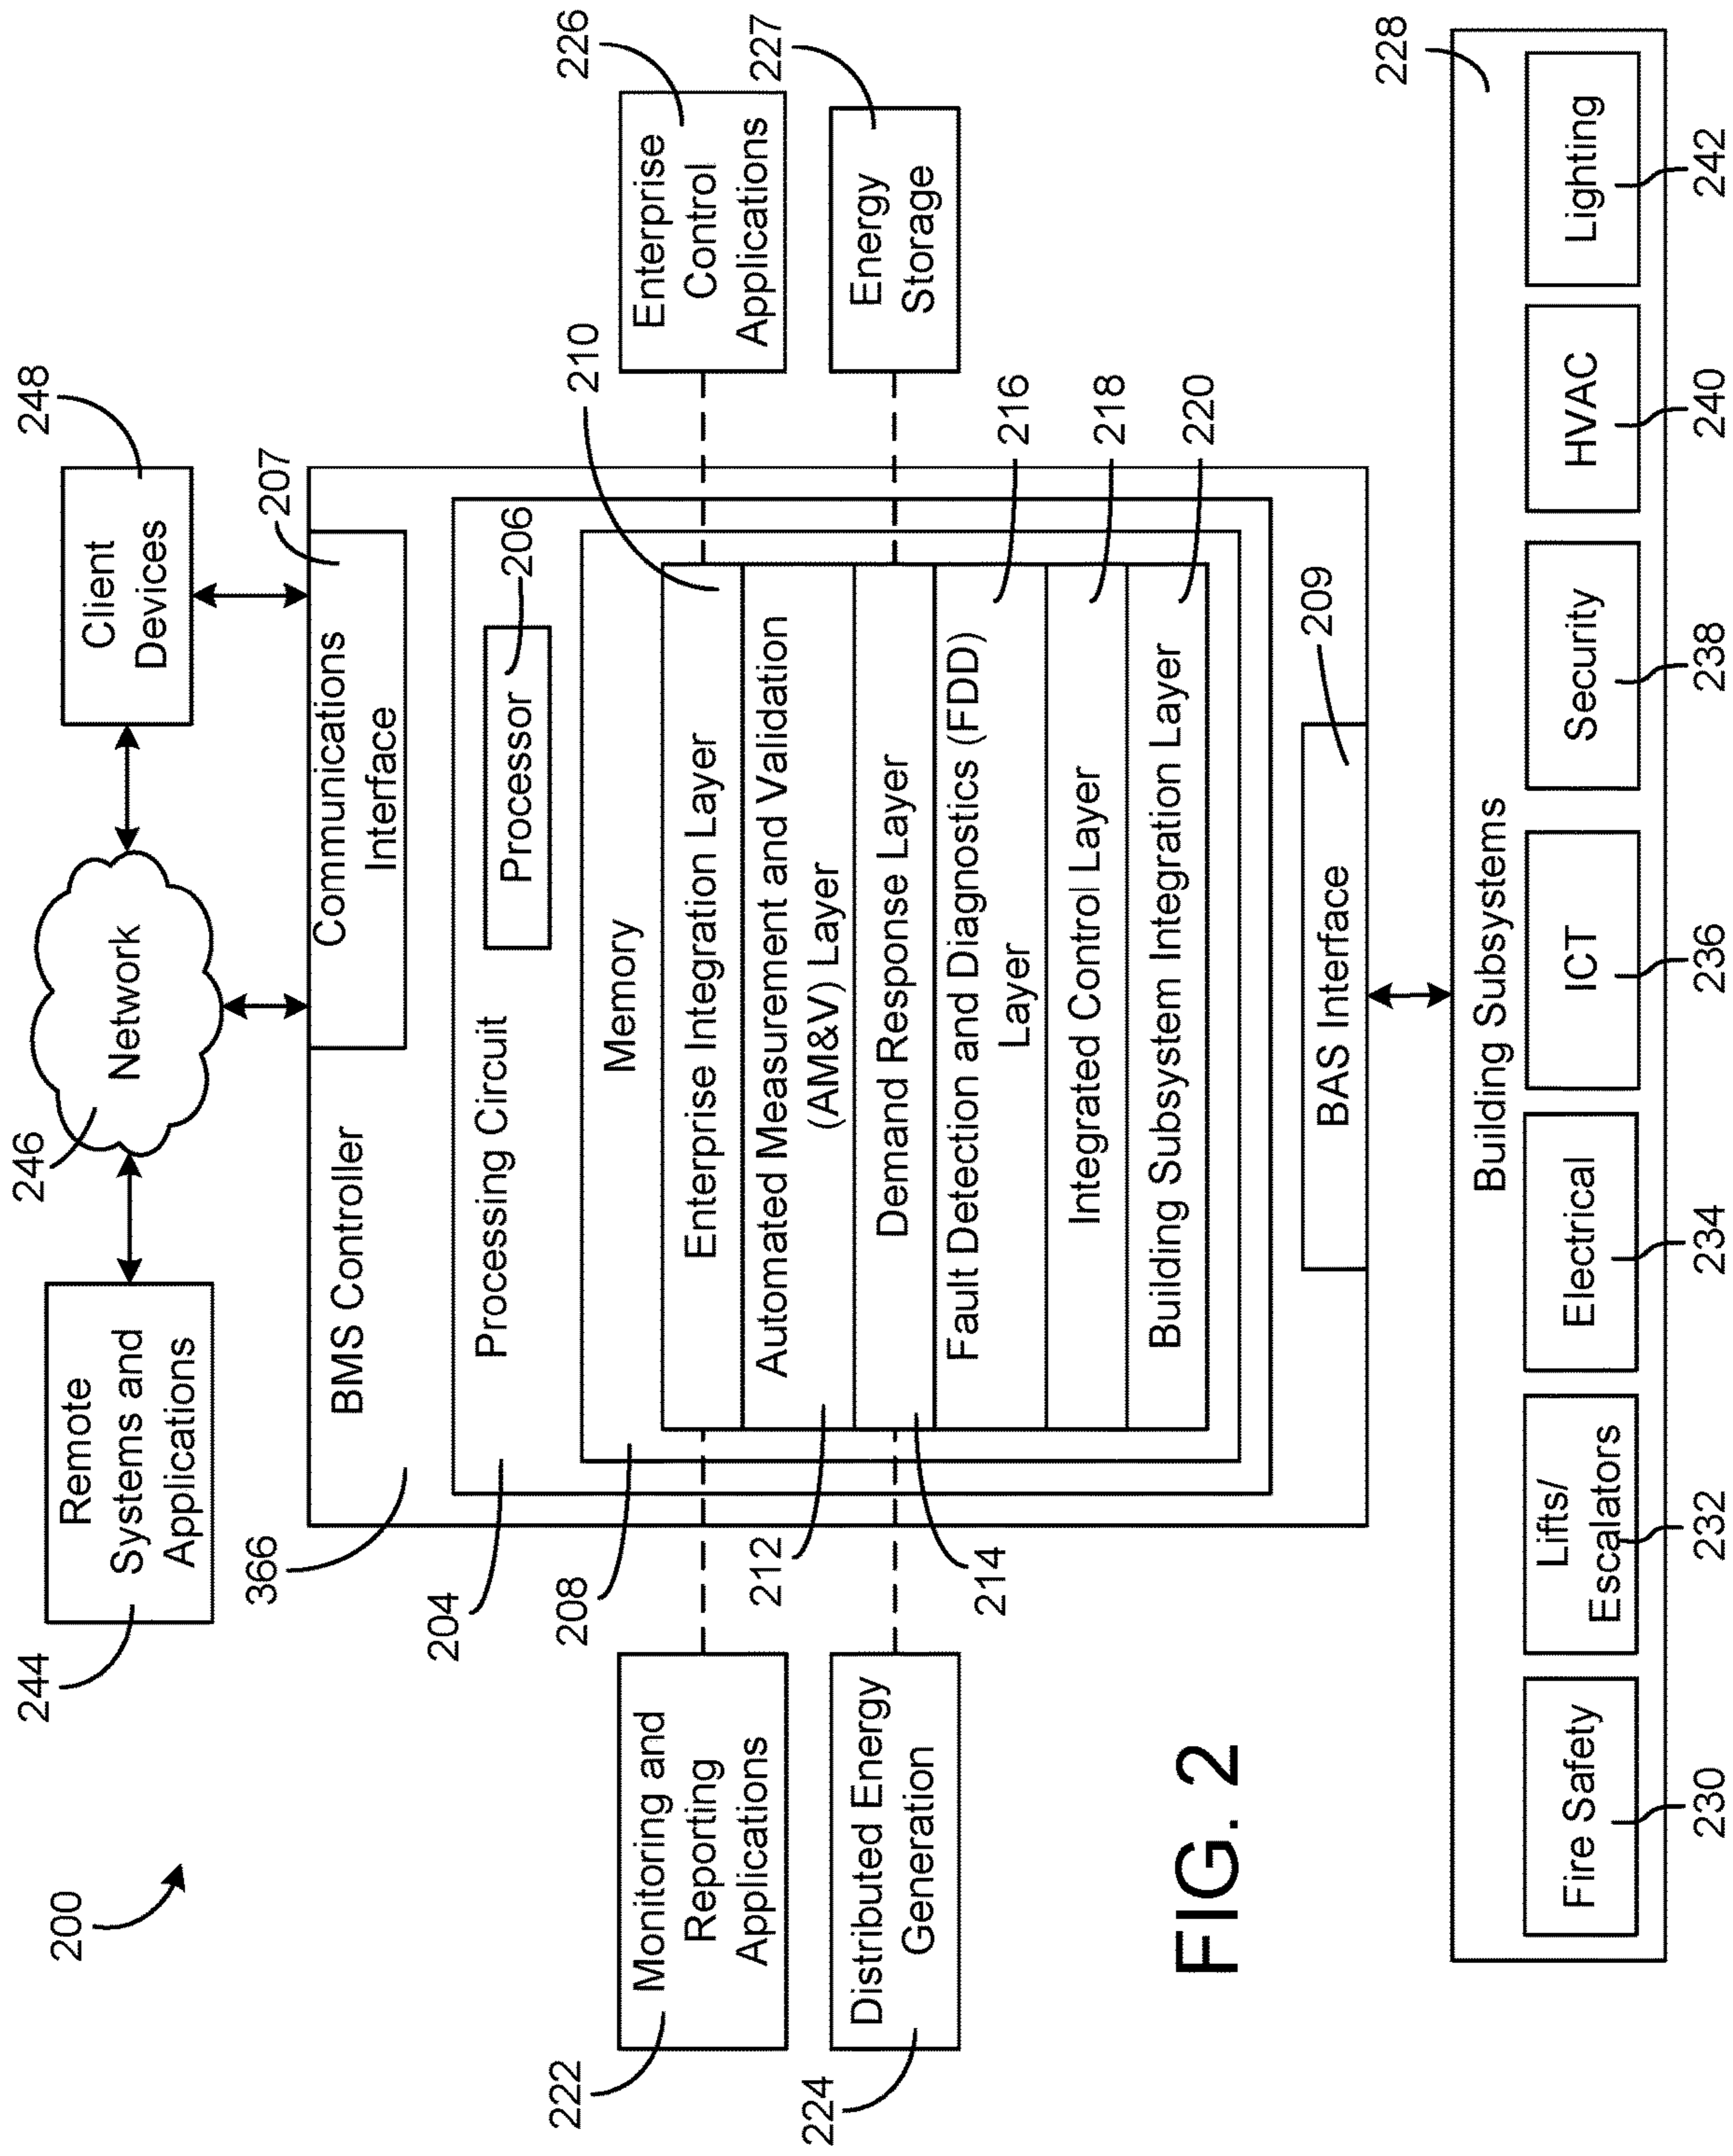 200
244
Remote
Systems and
Applications
246
Network
248
Client
Devices
366
BMS Controller
207
Communications
Interface
204
Processing Circuit
206
Processor
208
Memory
210
Enterprise Integration Layer
212
Automated Measurement and Validation
(AM&V) Layer
214
Demand Response Layer
216
Fault Detection and Diagnostics (FDD)
Layer
218
Integrated Control Layer
220
Building Subsystem Integration Layer
222
Monitoring and
Reporting
Applications
224
Distributed Energy
Generation
226
Enterprise
Control
Applications
227
Energy
Storage
209
BAS Interface
228
Building Subsystems
Fire Safety
Lifts/
Escalators
Electrical
ICT
Security
HVAC
Lighting
230
232
234
236
238
240
242
FIG. 2